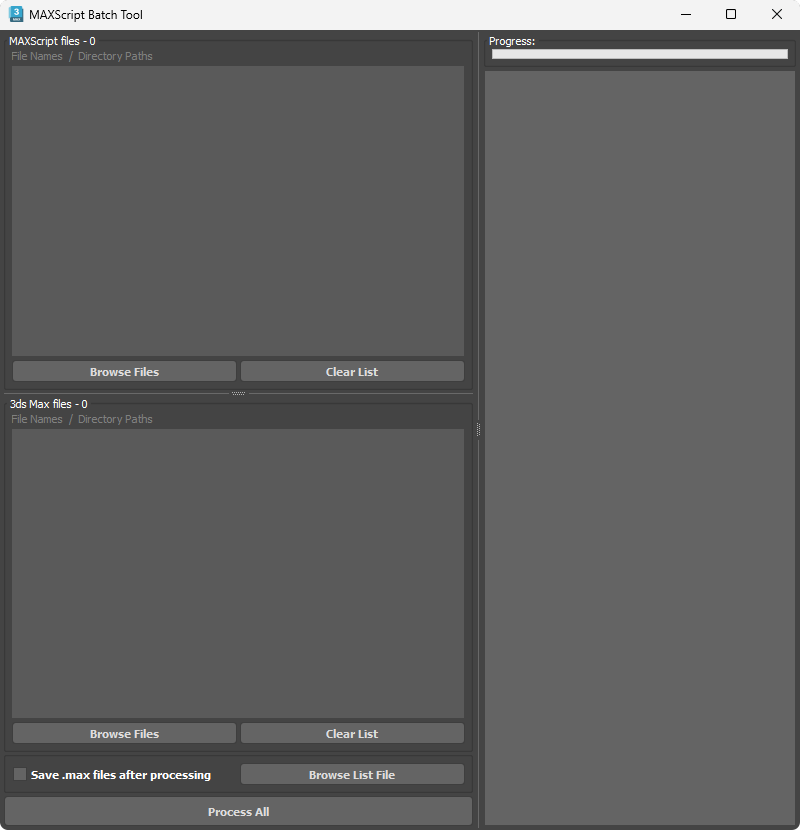 MAXScript Batch Tool
MAXScript files - 0
File Names / Directory Paths
Browse Files
Clear List
3ds Max files - 0
File Names / Directory Paths
Browse Files
Clear List
Save .max files after processing
Browse List File
Process All
Progress: